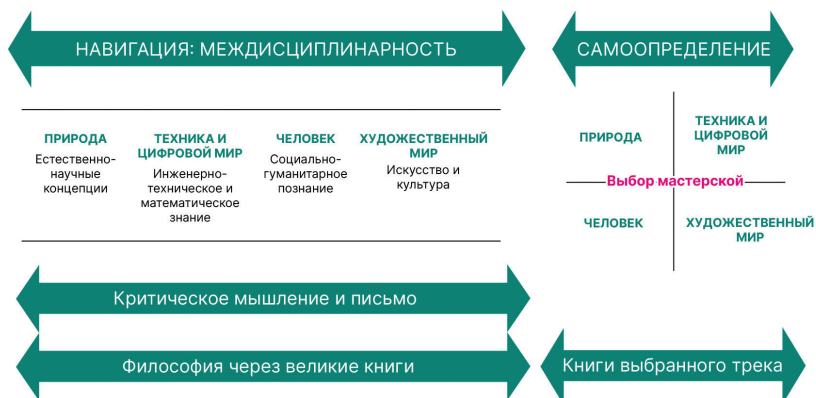 НАВИГАЦИЯ: МЕЖДИСЦИПЛИНАРНОСТЬ
ПРИРОДА
Естественно-
научные
концепции
ТЕХНИКА И
ЦИФРОВОЙ МИР
Инженерно-
техническое и
математическое
знание
ЧЕЛОВЕК
Социально-
гуманитарное
познание
ХУДОЖЕСТВЕННЫЙ
МИР
Искусство и
культура
Критическое мышление и письмо
Философия через великие книги
САМООПРЕДЕЛЕНИЕ
ПРИРОДА
ТЕХНИКА И
ЦИФРОВОЙ
МИР
Выбор мастерской
ЧЕЛОВЕК
ХУДОЖЕСТВЕННЫЙ
МИР
Книги выбранного трека